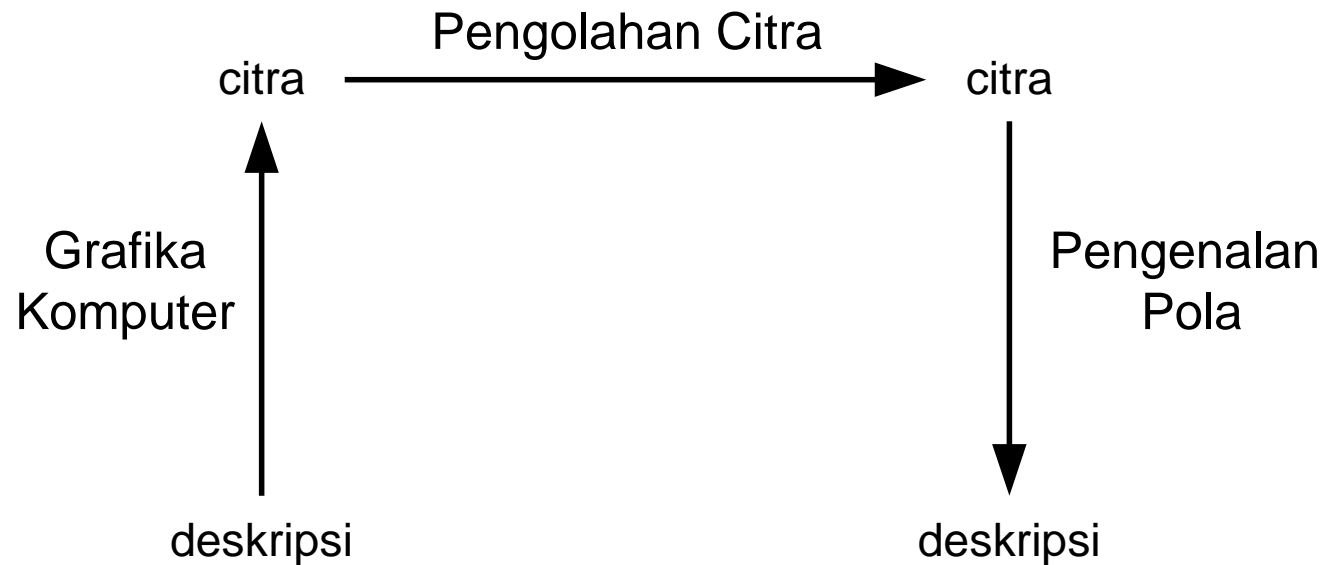 Pengolahan Citra
citra
citra
Grafika
Komputer
Pengenalan
Pola
deskripsi
deskripsi